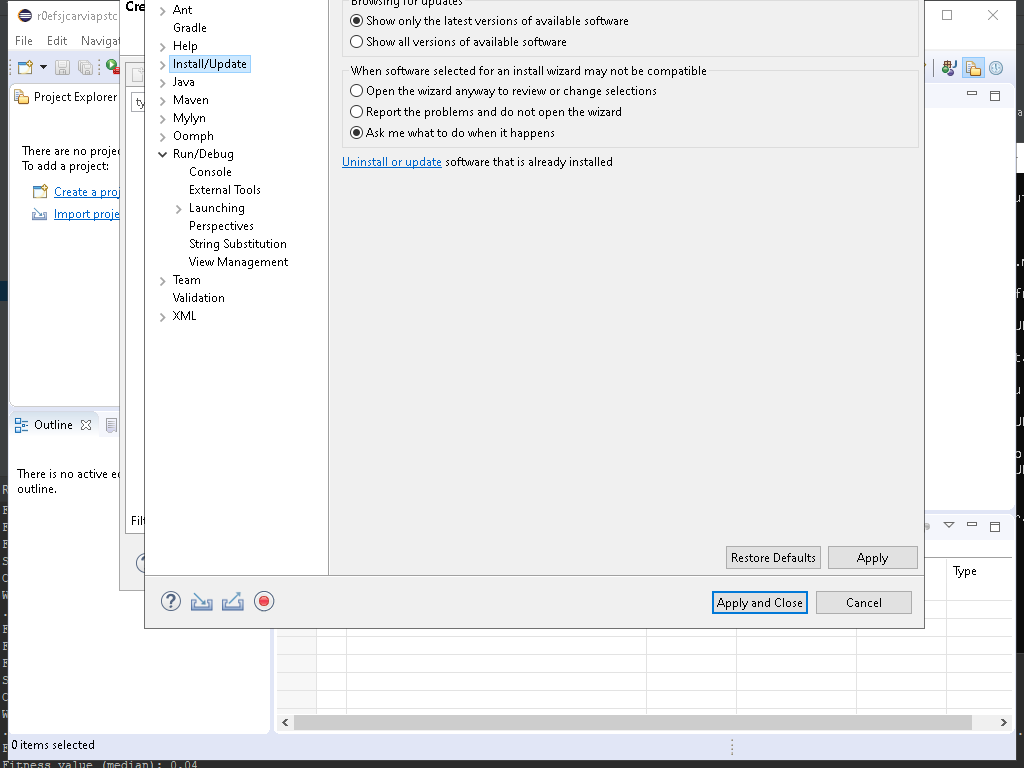 r0efsjcarviapstc
Cre
File Edit Navigat
Project Explorer
There are no projec
To add a project:
Create a proj
Import proje
Outline
There is no active ed
outline.
ty
Filt
Ant
Gradle
Help
Install/Update
Java
Maven
Mylyn
Oomph
Run/Debug
Console
External Tools
Launching
Perspectives
String Substitution
View Management
Team
Validation
XML
Browsing for updates
Show only the latest versions of available software
Show all versions of available software
When software selected for an install wizard may not be compatible
Open the wizard anyway to review or change selections
Report the problems and do not open the wizard
Ask me what to do when it happens
Uninstall or update software that is already installed
Restore Defaults Apply
Apply and Close Cancel
Type
0 items selected
Fitness value (median): 0.04